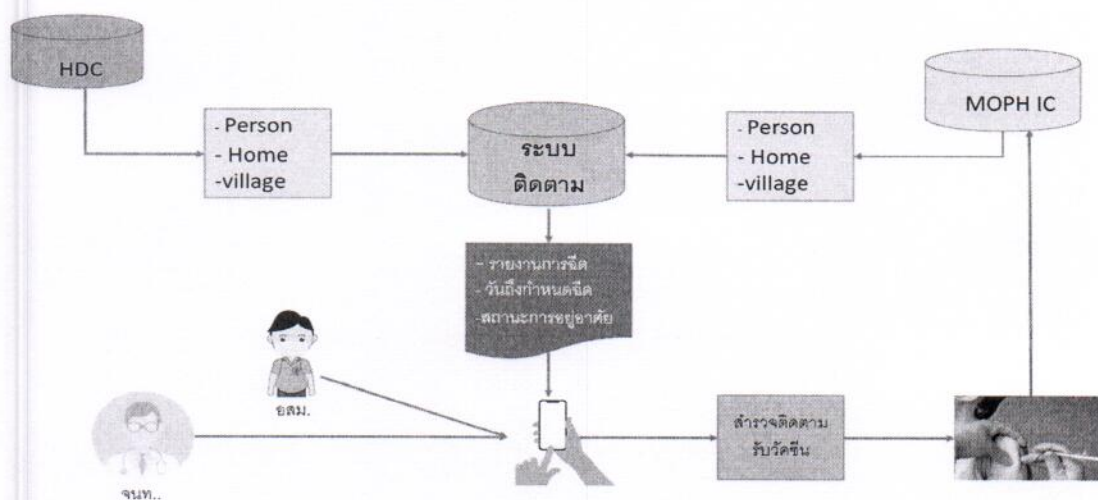 HDC
MOPH IC
- Person
- Home
-village
ระบบ
ติดตาม
- Person
- Home
-village
- รายงานการฉีด
- วันถึงกำหนดฉีด
-สถานะการอยู่อาศัย
อสม.
สำรวจติดตาม
รับวัคซีน
จนท..